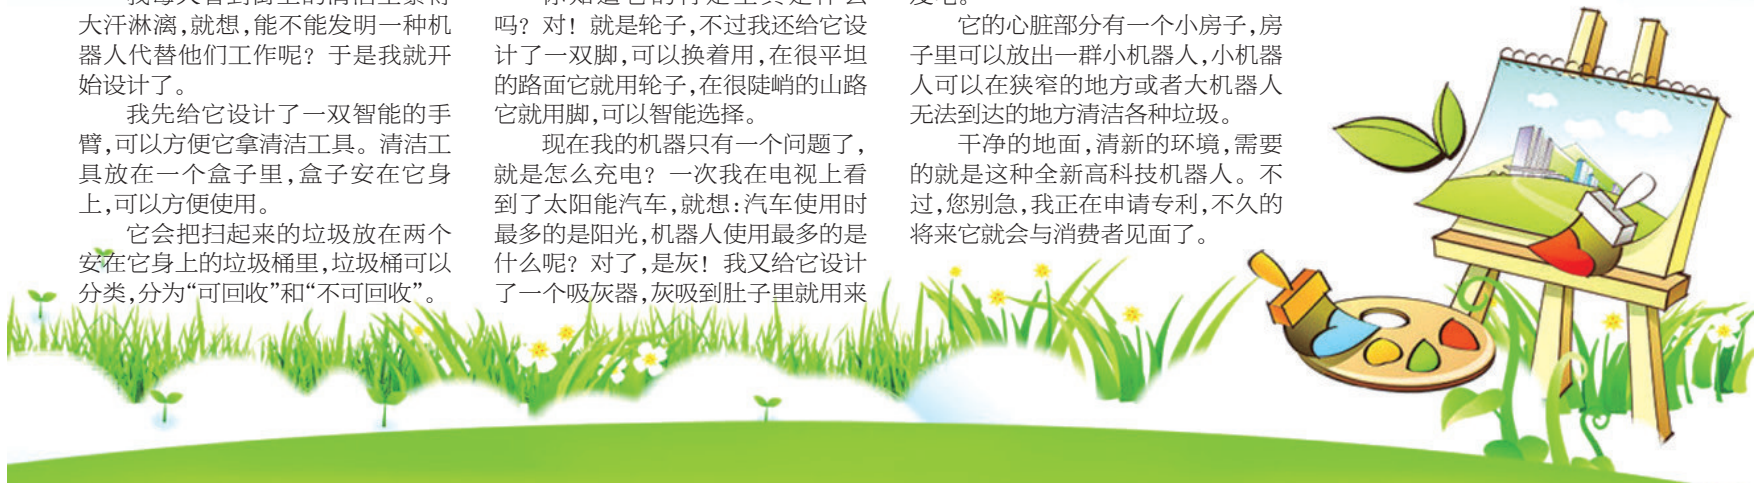 大汗淋漓,就想,能不能发明一种机
器人代替他们工作呢？于是我就开
始设计了。
我先给它设计了一双智能的手
臂,可以方便它拿清洁工具。清洁工
具放在一个盒子里,盒子安在它身
上,可以方便使用。
它会把扫起来的垃圾放在两个
安在它身上的垃圾桶里,垃圾桶可以
分类,分为“可回收”和“不可回收”。
吗？对！就是轮子,不过我还给它设
计了一双脚,可以换着用,在很平坦
的路面它就用轮子,在很陡峭的山路
它就用脚,可以智能选择。
现在我的机器只有一个问题了,
就是怎么充电？一次我在电视上看
到了太阳能汽车,就想:汽车使用时
最多的是阳光,机器人使用最多的是
什么呢？对了,是灰！我又给它设计
了一个吸灰器,灰吸到肚子里就用来
它的心脏部分有一个小房子,房
子里可以放出一群小机器人,小机器
人可以在狭窄的地方或者大机器人
无法到达的地方清洁各种垃圾。
干净的地面,清新的环境,需要
的就是这种全新高科技机器人。不
过,您别急,我正在申请专利,不久的
将来它就会与消费者见面了。